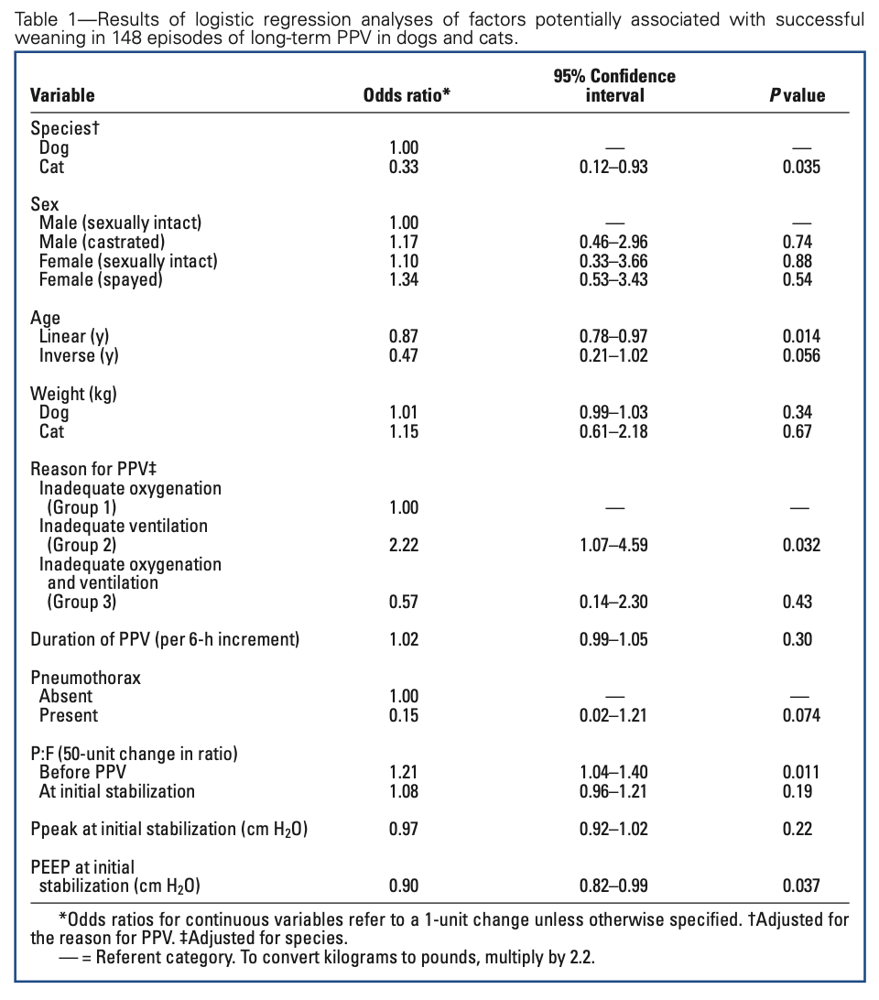 Table 1—Results of logistic regression analyses of factors potentially associated with successful
weaning in 148 episodes of long-term PPV in dogs and cats.
Variable Odds ratio* 95% Confidence interval P value
Species†
Dog 1.00 — —
Cat 0.33 0.12–0.93 0.035
Sex
Male (sexually intact) 1.00 — —
Male (castrated) 1.17 0.46–2.96 0.74
Female (sexually intact) 1.10 0.33–3.66 0.88
Female (spayed) 1.34 0.53–3.43 0.54
Age
Linear (y) 0.87 0.78–0.97 0.014
Inverse (y) 0.47 0.21–1.02 0.056
Weight (kg)
Dog 1.01 0.99–1.03 0.34
Cat 1.15 0.61–2.18 0.67
Reason for PPV‡
Inadequate oxygenation
(Group 1) 1.00 — —
Inadequate ventilation
(Group 2) 2.22 1.07–4.59 0.032
Inadequate oxygenation
and ventilation
(Group 3) 0.57 0.14–2.30 0.43
Duration of PPV (per 6-h increment) 1.02 0.99–1.05 0.30
Pneumothorax
Absent 1.00 — —
Present 0.15 0.02–1.21 0.074
P:F (50-unit change in ratio)
Before PPV 1.21 1.04–1.40 0.011
At initial stabilization 1.08 0.96–1.21 0.19
Ppeak at initial stabilization (cm H₂O) 0.97 0.92–1.02 0.22
PEEP at initial
stabilization (cm H₂O) 0.90 0.82–0.99 0.037
*Odds ratios for continuous variables refer to a 1-unit change unless otherwise specified. †Adjusted for
the reason for PPV. ‡Adjusted for species.
— = Referent category. To convert kilograms to pounds, multiply by 2.2.